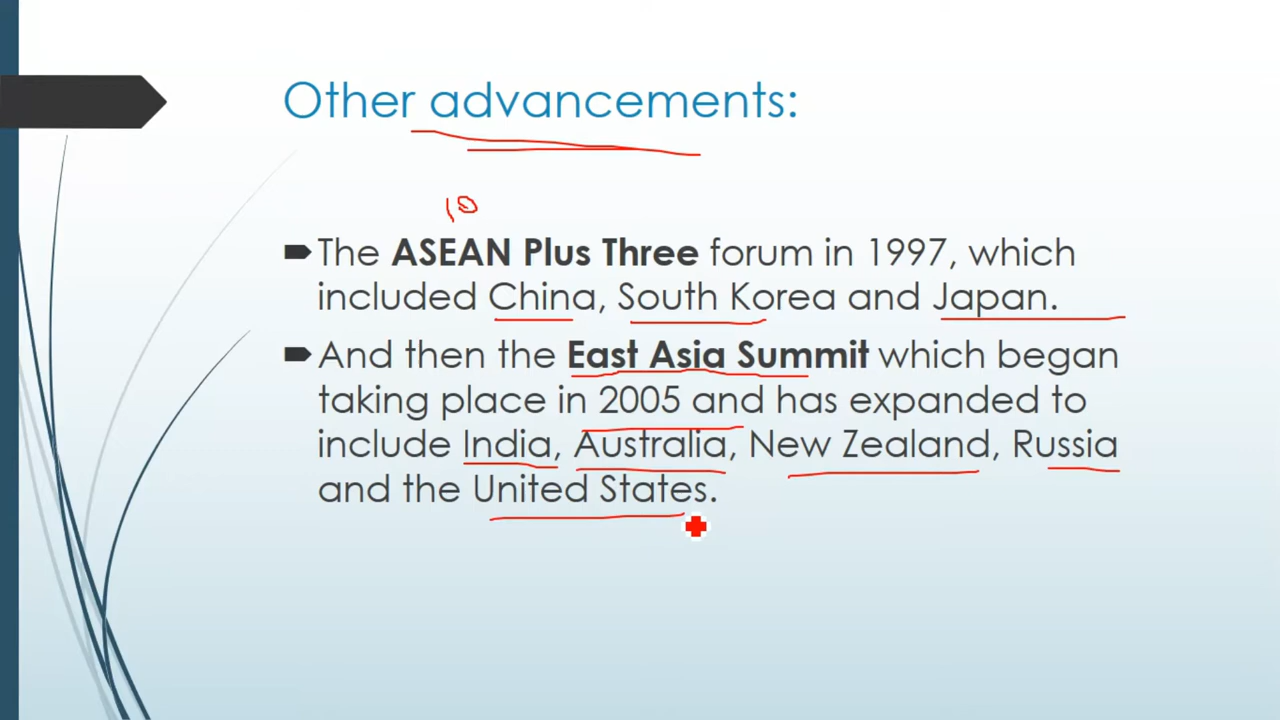 Other advancements:
10
The ASEAN Plus Three forum in 1997, which
included China, South Korea and Japan.
And then the East Asia Summit which began
taking place in 2005 and has expanded to
include India, Australia, New Zealand, Russia
and the United States.